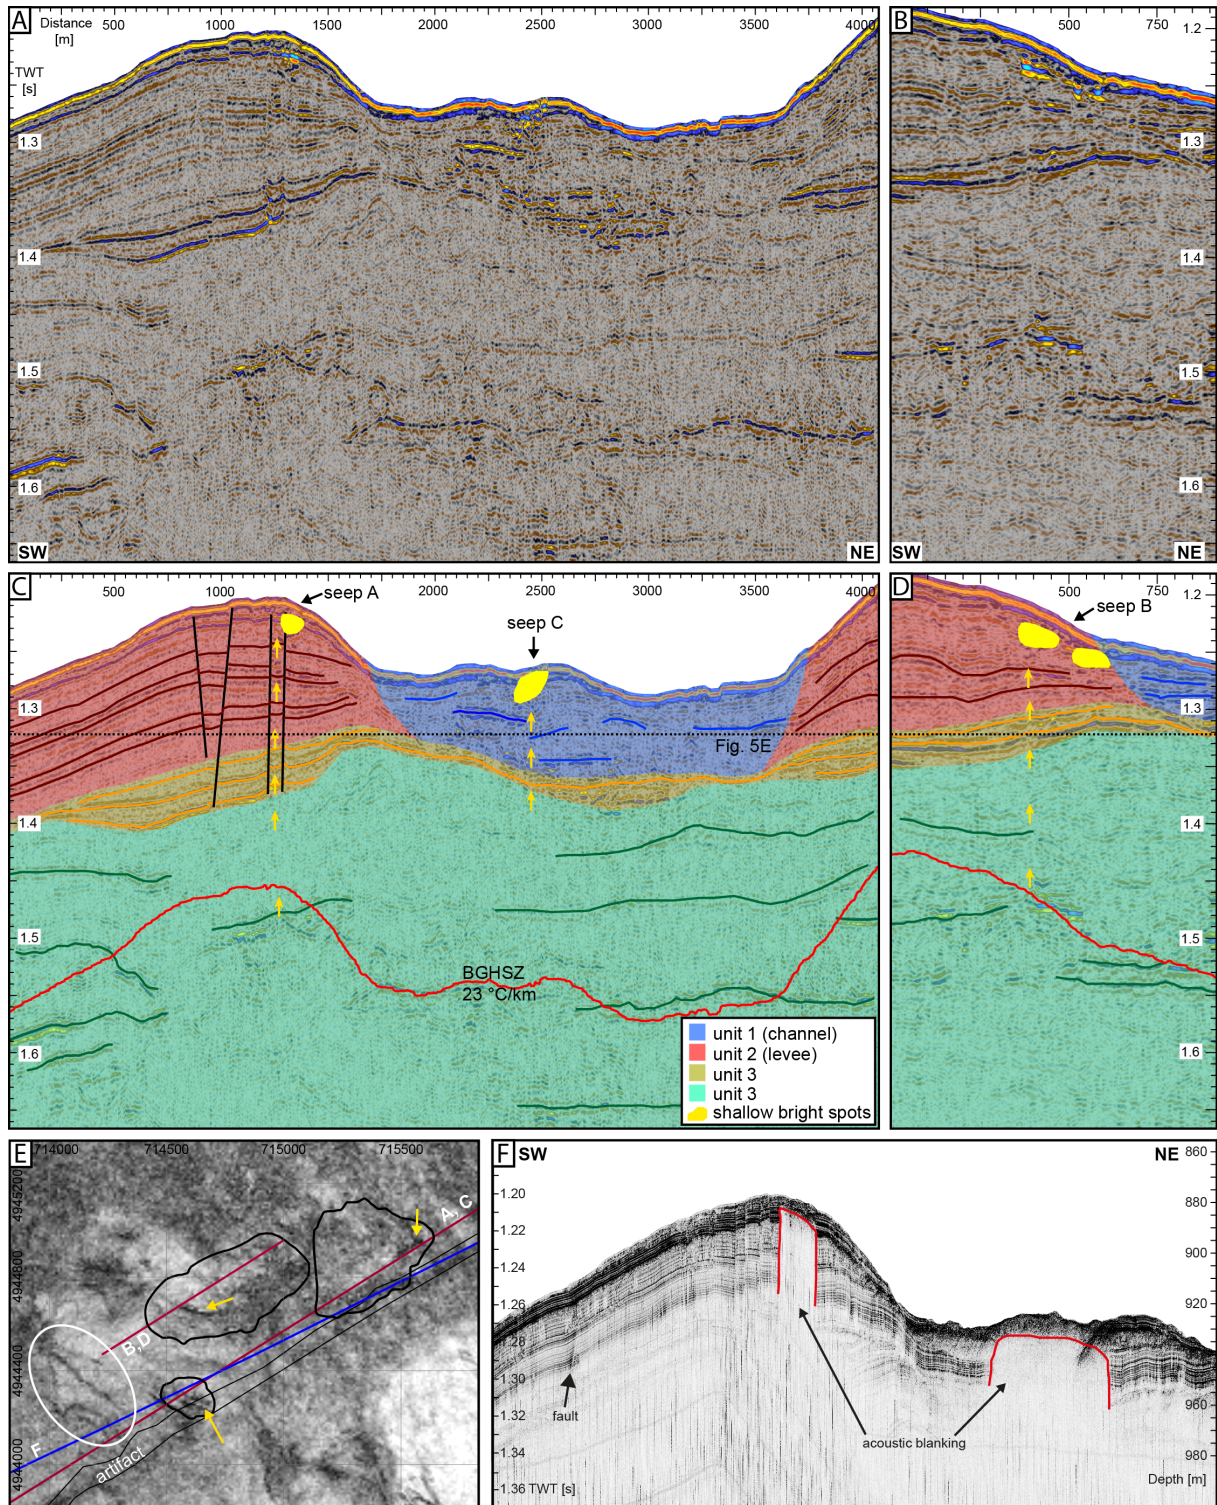 A
Distance
[m]
500 1000 1500 2000 2500 3000 3500 4000
TWT
[s]
1.3
1.4
1.5
1.6
SW NE
B
500 750
1.2
1.3
1.4
1.5
1.6
SW NE
C
500 1000 2000 2500 3000 3500 4000
seep A
seep C
1.3
Fig. 5E
1.4
1.5
BGHSZ
23 °C/km
1.6
unit 1 (channel)
unit 2 (levee)
unit 3
unit 3
shallow bright spots
D
500 750
1.2
seep B
1.3
1.4
1.5
1.6
E
714000 714500 715000 715500
4945200
4944800
4944400
4944000
A, C
B,D
F
artifact
F SW NE
860
1.20 880
1.22
900
1.24
1.26 920
1.28
1.30
fault
960
1.32
acoustic blanking
1.34 980
1.36 TWT [s] Depth [m]